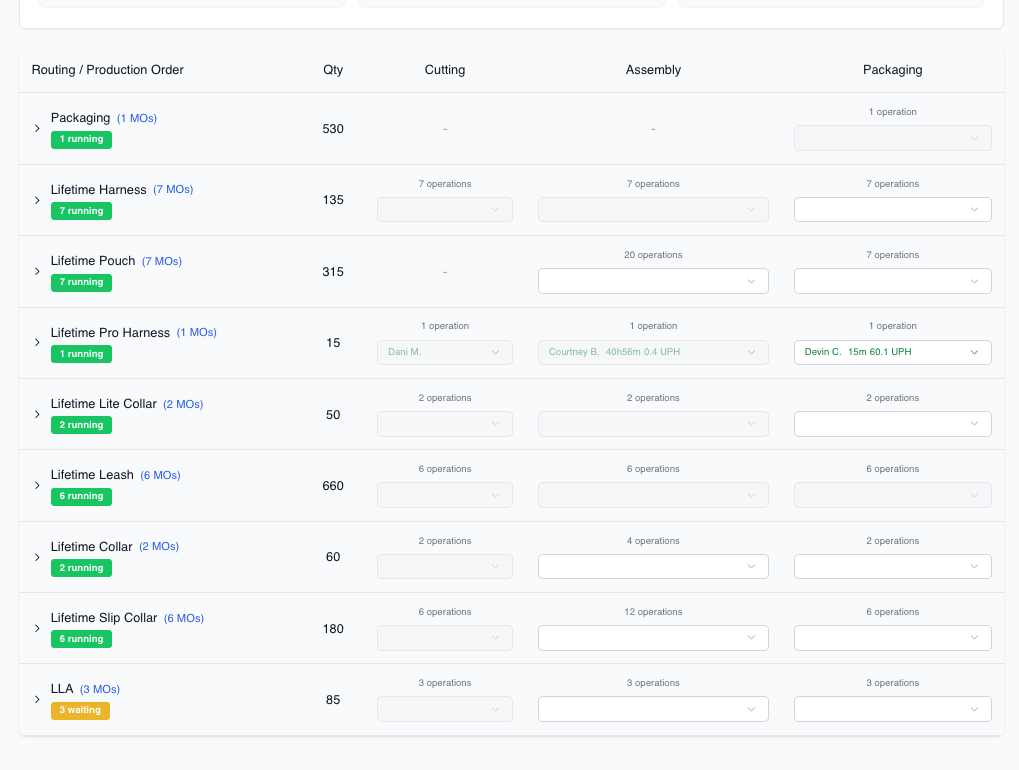 Routing / Production Order Qty Cutting Assembly Packaging
Packaging (1 MOs)
1 running
530
-
-
1 operation
Lifetime Harness (7 MOs)
7 running
135
7 operations
7 operations
7 operations
Lifetime Pouch (7 MOs)
7 running
315
-
20 operations
7 operations
Lifetime Pro Harness (1 MOs)
1 running
15
1 operation
Dani M.
1 operation
Courtney B. 40h56m 0.4 UPH
1 operation
Devin C. 15m 60.1 UPH
Lifetime Lite Collar (2 MOs)
2 running
50
2 operations
2 operations
2 operations
Lifetime Leash (6 MOs)
6 running
660
6 operations
6 operations
6 operations
Lifetime Collar (2 MOs)
2 running
60
2 operations
4 operations
2 operations
Lifetime Slip Collar (6 MOs)
6 running
180
6 operations
12 operations
6 operations
LLA (3 MOs)
3 waiting
85
3 operations
3 operations
3 operations